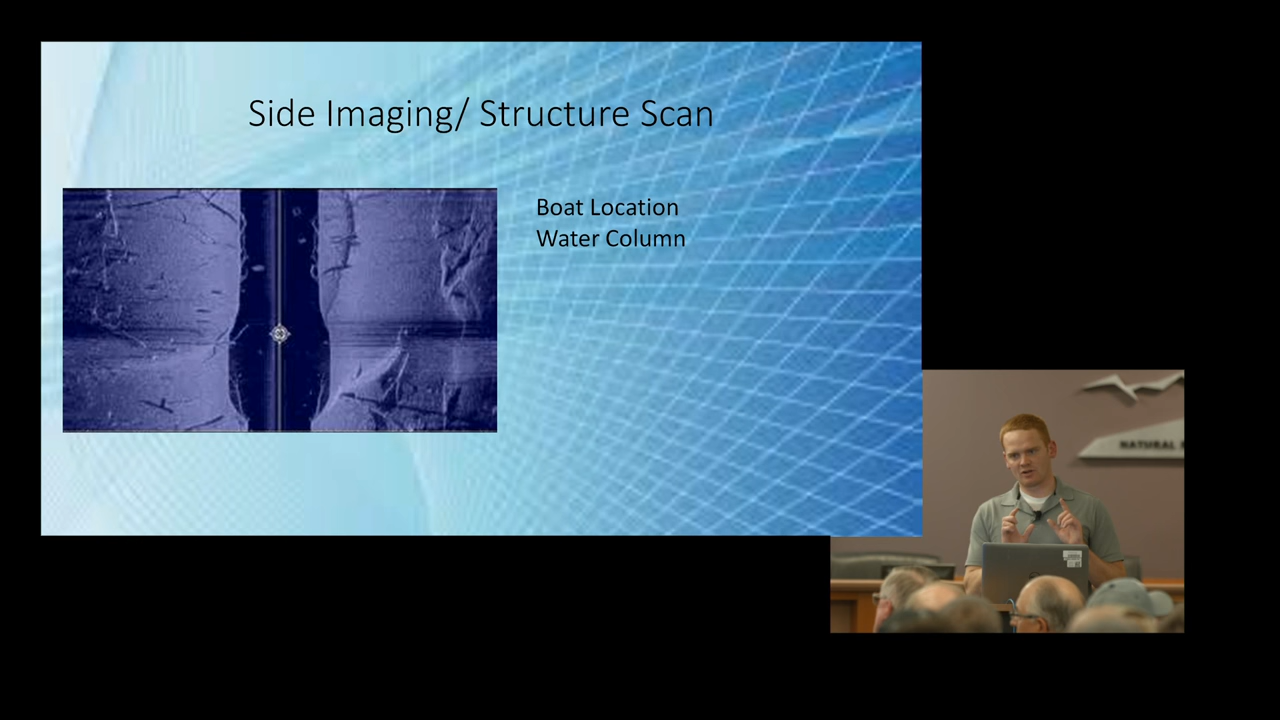 Side Imaging/ Structure Scan
Boat Location
Water Column
NATURAL